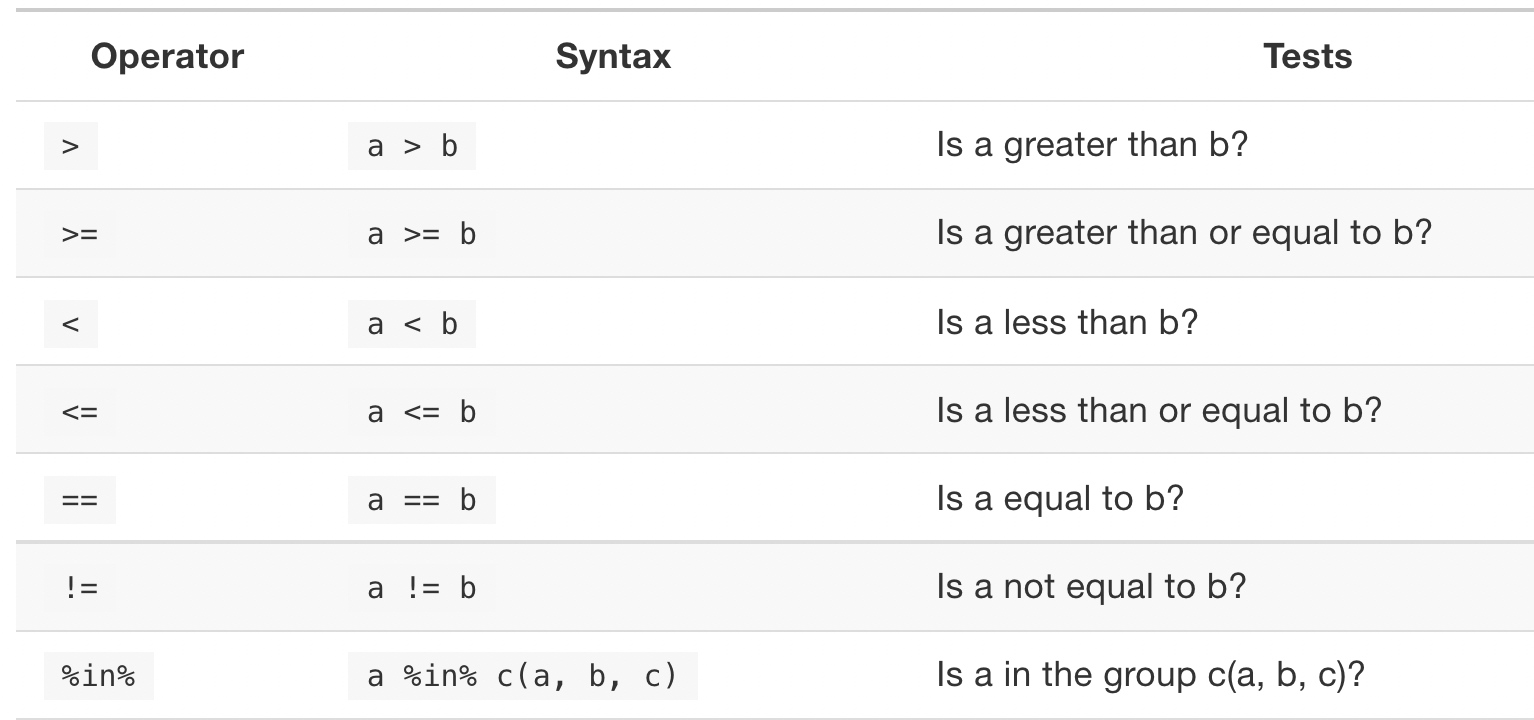 Operator Syntax Tests
> a > b Is a greater than b?
>= a >= b Is a greater than or equal to b?
< a < b Is a less than b?
<= a <= b Is a less than or equal to b?
== a == b Is a equal to b?
!= a != b Is a not equal to b?
%in% a %in% c(a, b, c) Is a in the group c(a, b, c)?